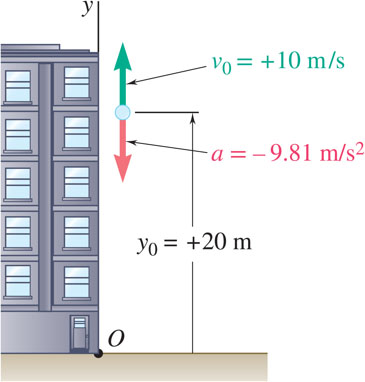 y
v₀ = +10 m/s
a = – 9.81 m/s²
y₀ = +20 m
O